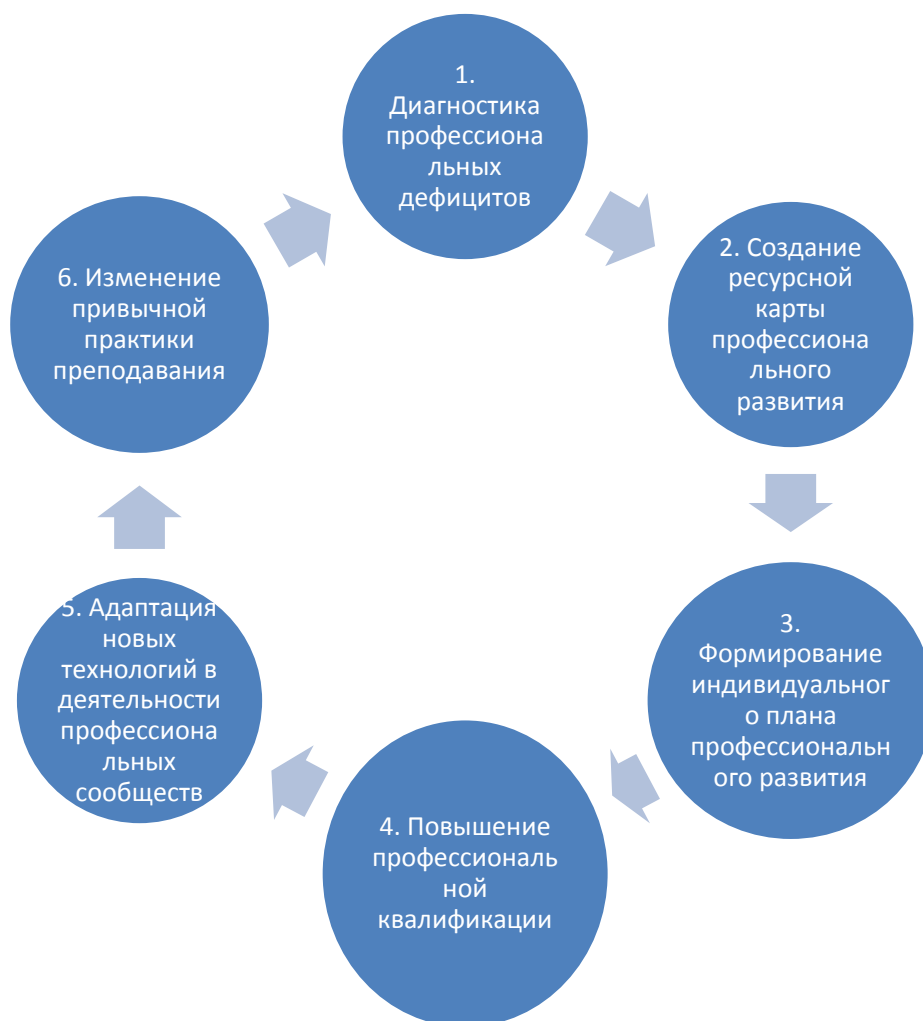 1.
Диагностика
профессиона
льных
дефицитов
2. Создание
ресурсной
карты
профессиона
льного
развития
3.
Формирование
индивидуальног
о плана
профессиональн
ого развития
4. Повышение
профессиональ
ной
квалификации
5. Адаптация
новых
технологий в
деятельности
профессиона
льных
сообществ
6. Изменение
привычной
практики
преподавания